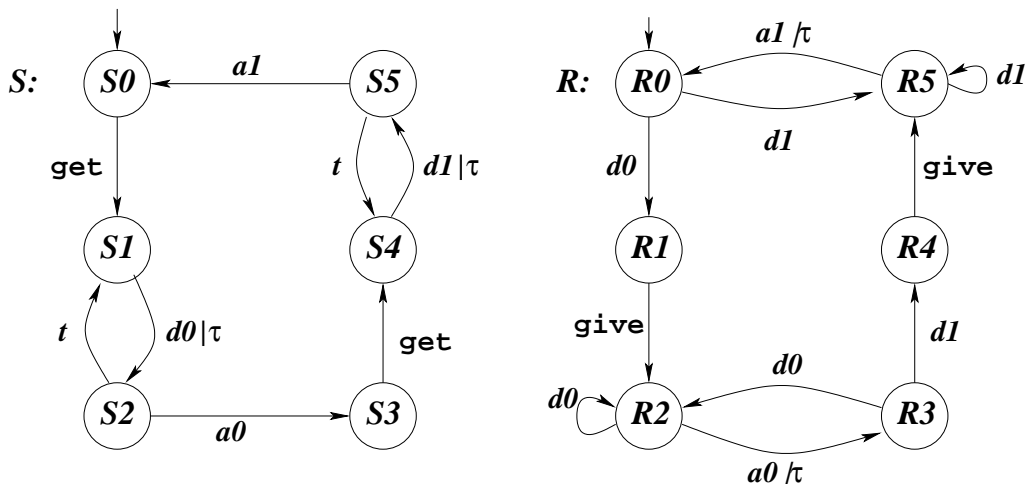 S:
S0
get
S1
t
d0|τ
S2
a0
S3
get
S4
t
d1|τ
S5
a1
R:
R0
a1/τ
d1
R5
d1
d0
R1
give
R2
d0
d0
a0/τ
R3
d1
R4
give